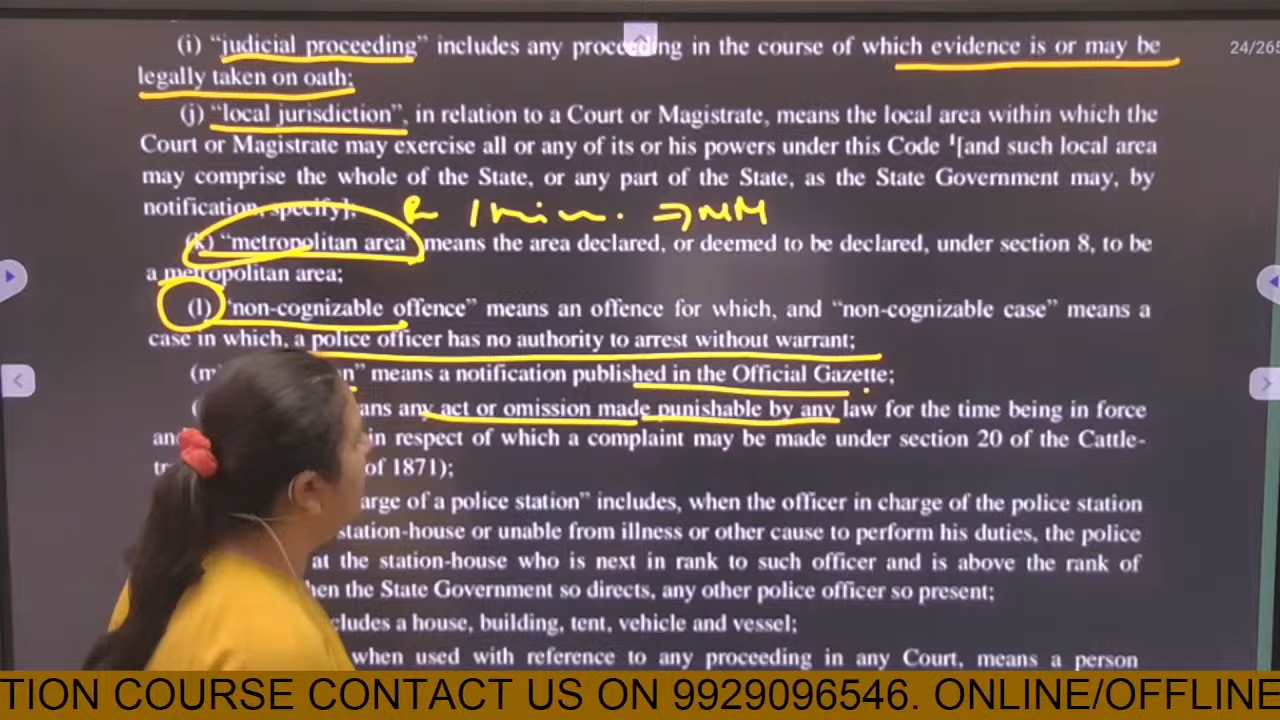 (i) “judicial proceeding” includes any proceeding in the course of which evidence is or may be
24/265
legally taken on oath;
(j) “local jurisdiction”, in relation to a Court or Magistrate, means the local area within which the
Court or Magistrate may exercise all or any of its or his powers under this Code ¹[and such local area
may comprise the whole of the State, or any part of the State, as the State Government may, by
notification, specify];
1 min. ⇒ MM
(k) “metropolitan area” means the area declared, or deemed to be declared, under section 8, to be
a metropolitan area;
(l) “non-cognizable offence” means an offence for which, and “non-cognizable case” means a
case in which, a police officer has no authority to arrest without warrant;
(m n” means a notification published in the Official Gazette;
ans any act or omission made punishable by any law for the time being in force
an in respect of which a complaint may be made under section 20 of the Cattle-
tr of 1871);
arge of a police station” includes, when the officer in charge of the police station
station-house or unable from illness or other cause to perform his duties, the police
at the station-house who is next in rank to such officer and is above the rank of
hen the State Government so directs, any other police officer so present;
cludes a house, building, tent, vehicle and vessel;
when used with reference to any proceeding in any Court, means a person
TION COURSE CONTACT US ON 9929096546. ONLINE/OFFLINE